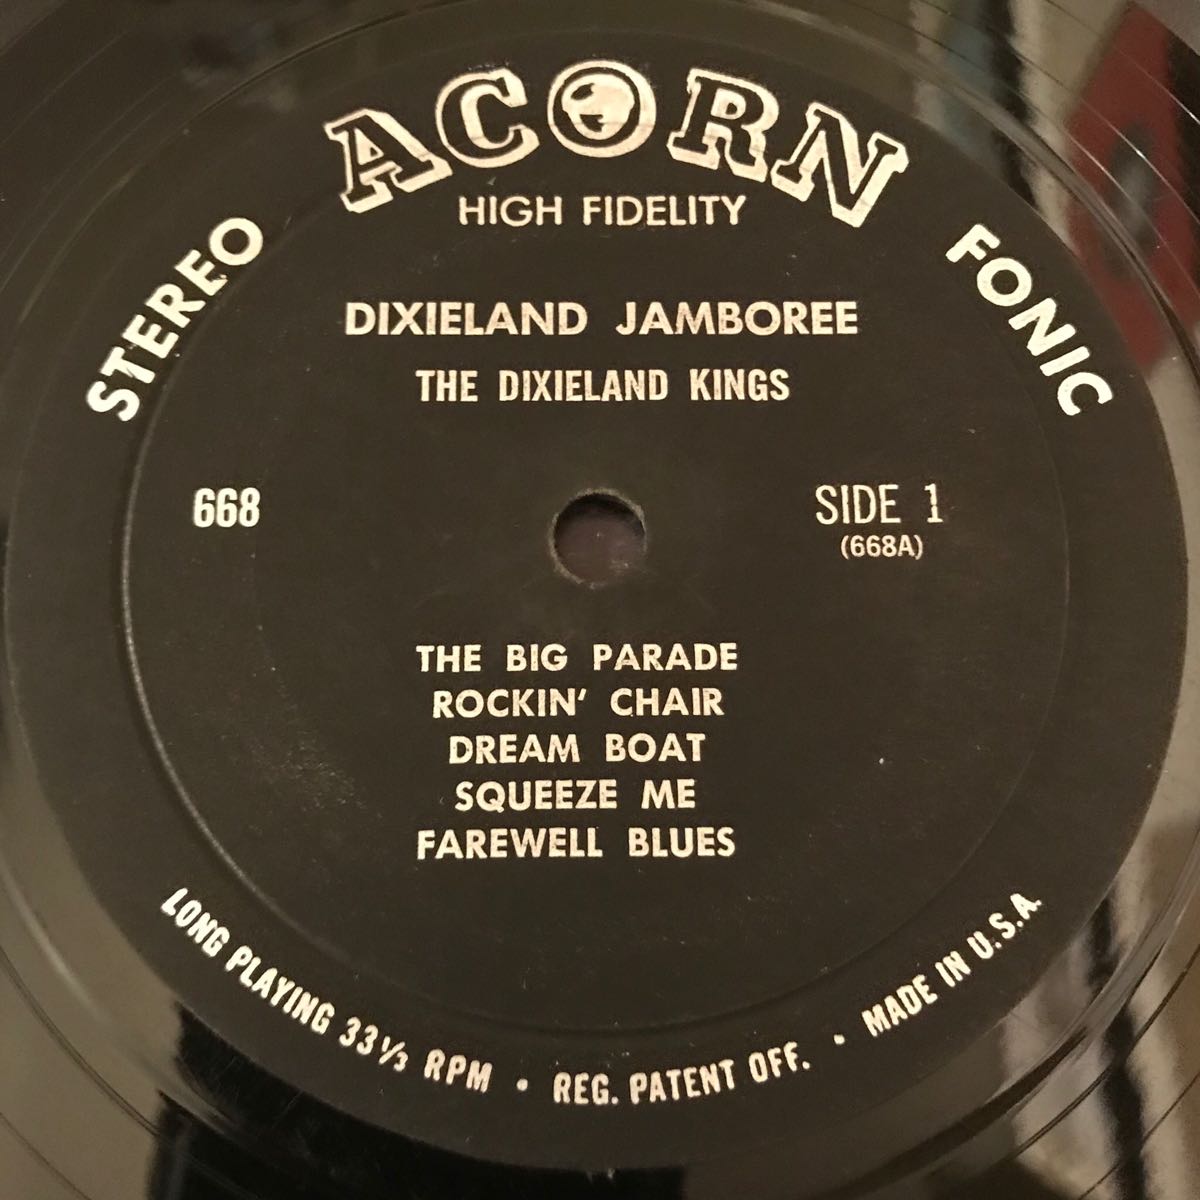 ACORN
HIGH FIDELITY
STEREO FONIC
DIXIELAND JAMBOREE
THE DIXIELAND KINGS
668
SIDE 1
(668A)
THE BIG PARADE
ROCKIN' CHAIR
DREAM BOAT
SQUEEZE ME
FAREWELL BLUES
LONG PLAYING 33⅓ RPM • REG. PATENT OFF. • MADE IN U.S.A.